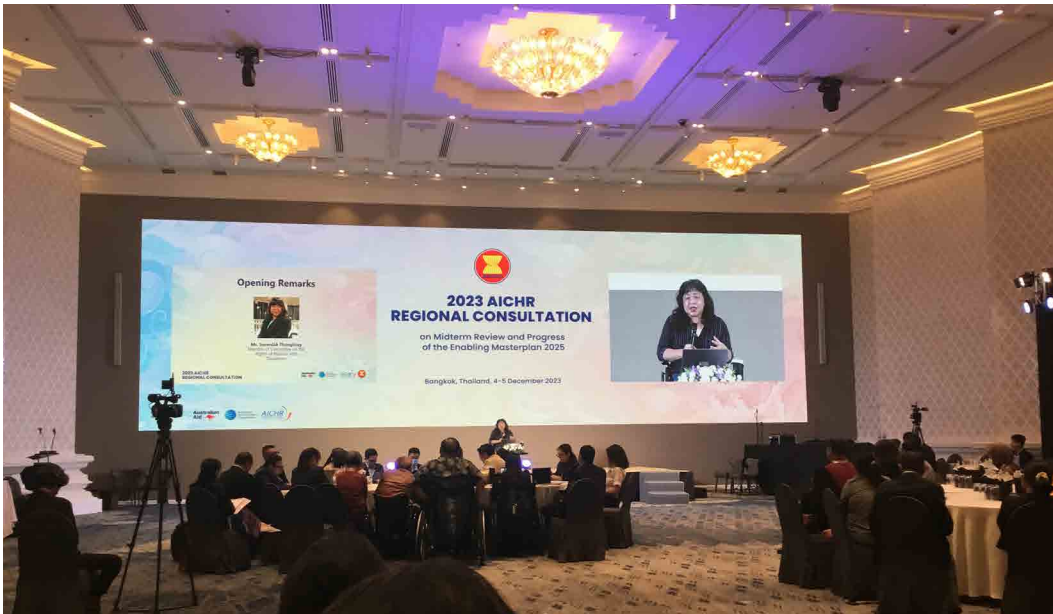 Opening Remarks
2023 AICHR
REGIONAL CONSULTATION
on Midterm Review and Progress
of the Enabling Masterplan 2025
Bangkok, Thailand, 4-5 December 2023
2023 AICHR
REGIONAL CONSULTATION
Australian
Aid
AICHR